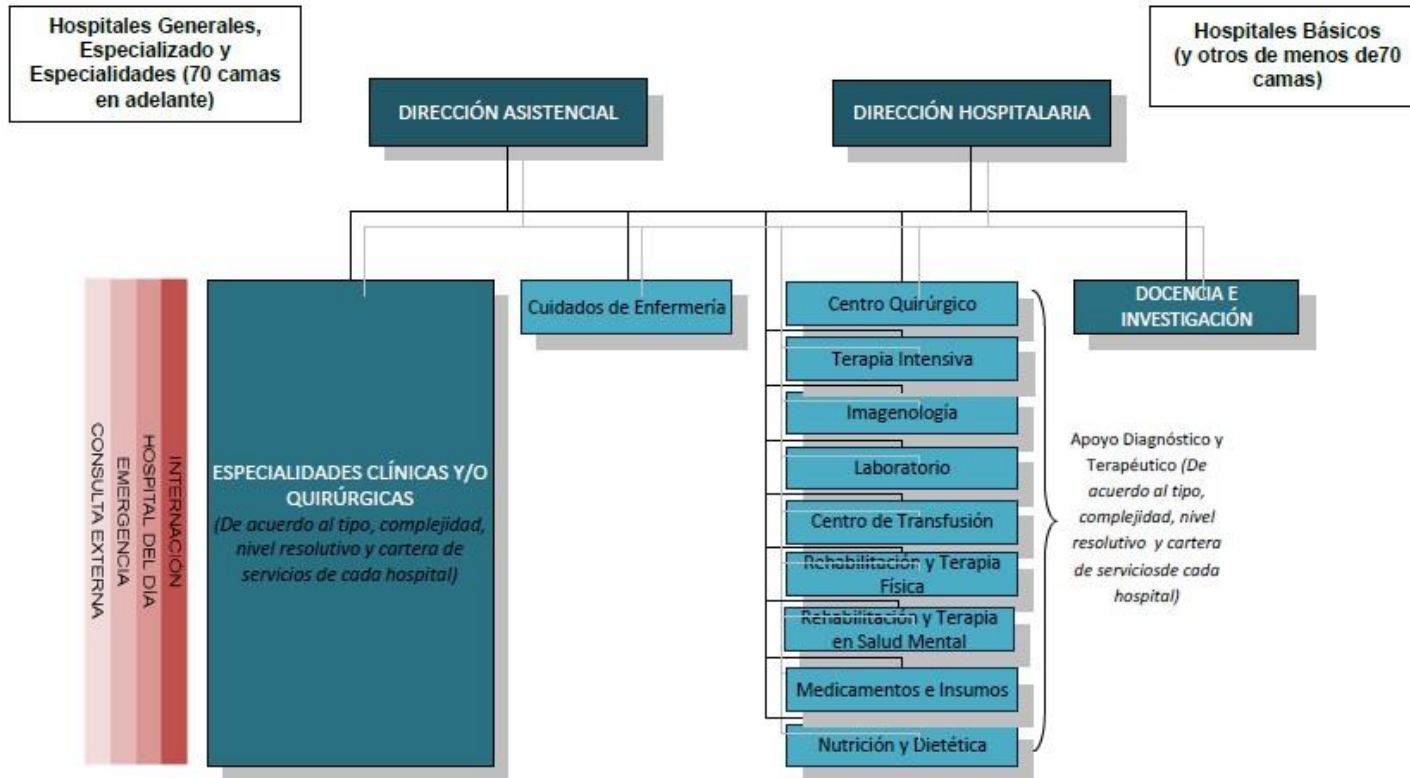 Hospitales Generales,
Especializado y
Especialidades (70 camas
en adelante)
Hospitales Básicos
(y otros de menos de70
camas)
DIRECCIÓN ASISTENCIAL
DIRECCIÓN HOSPITALARIA
CONSULTA EXTERNA
EMERGENCIA
HOSPITAL DEL DÍA
INTERNACIÓN
ESPECIALIDADES CLÍNICAS Y/O
QUIRÚRGICAS
(De acuerdo al tipo, complejidad,
nivel resolutivo y cartera de
servicios de cada hospital)
Cuidados de Enfermería
Centro Quirúrgico
Terapia Intensiva
Imagenología
Laboratorio
Centro de Transfusión
Rehabilitación y Terapia
Física
Rehabilitación y Terapia
en Salud Mental
Medicamentos e Insumos
Nutrición y Dietética
Apoyo Diagnóstico y
Terapéutico (De
acuerdo al tipo,
complejidad, nivel
resolutivo y cartera
de serviciosde cada
hospital)
DOCENCIA E
INVESTIGACIÓN